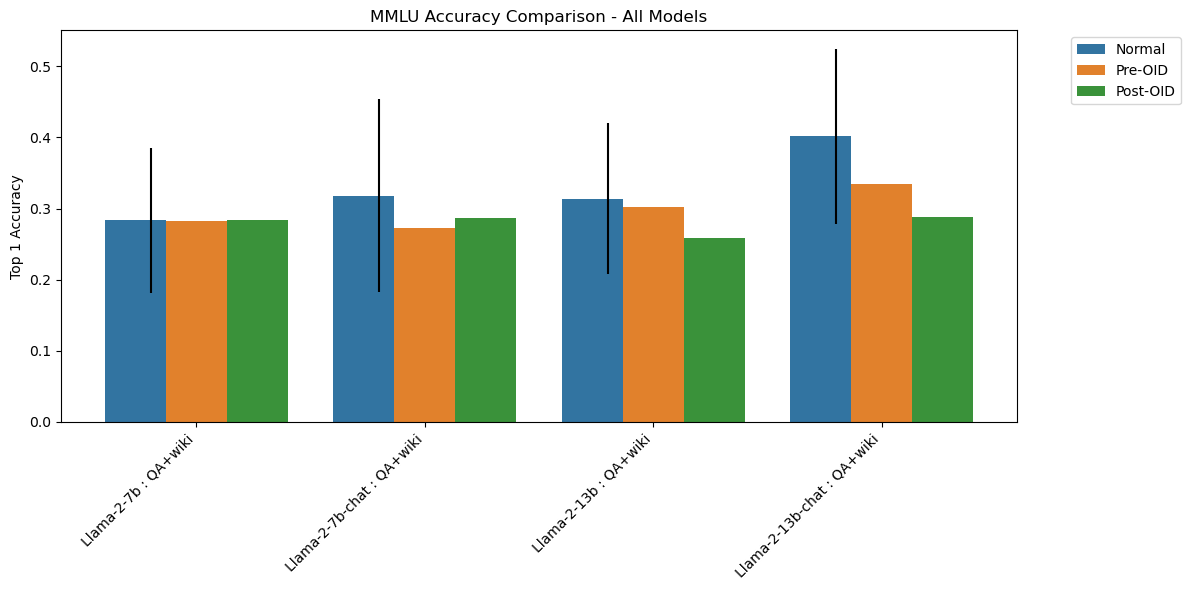 MMLU Accuracy Comparison - All Models
Normal
Pre-OID
Post-OID
Top 1 Accuracy
0.5
0.4
0.3
0.2
0.1
0.0
Llama-2-7b : QA+wiki
Llama-2-7b-chat : QA+wiki
Llama-2-13b : QA+wiki
Llama-2-13b-chat : QA+wiki